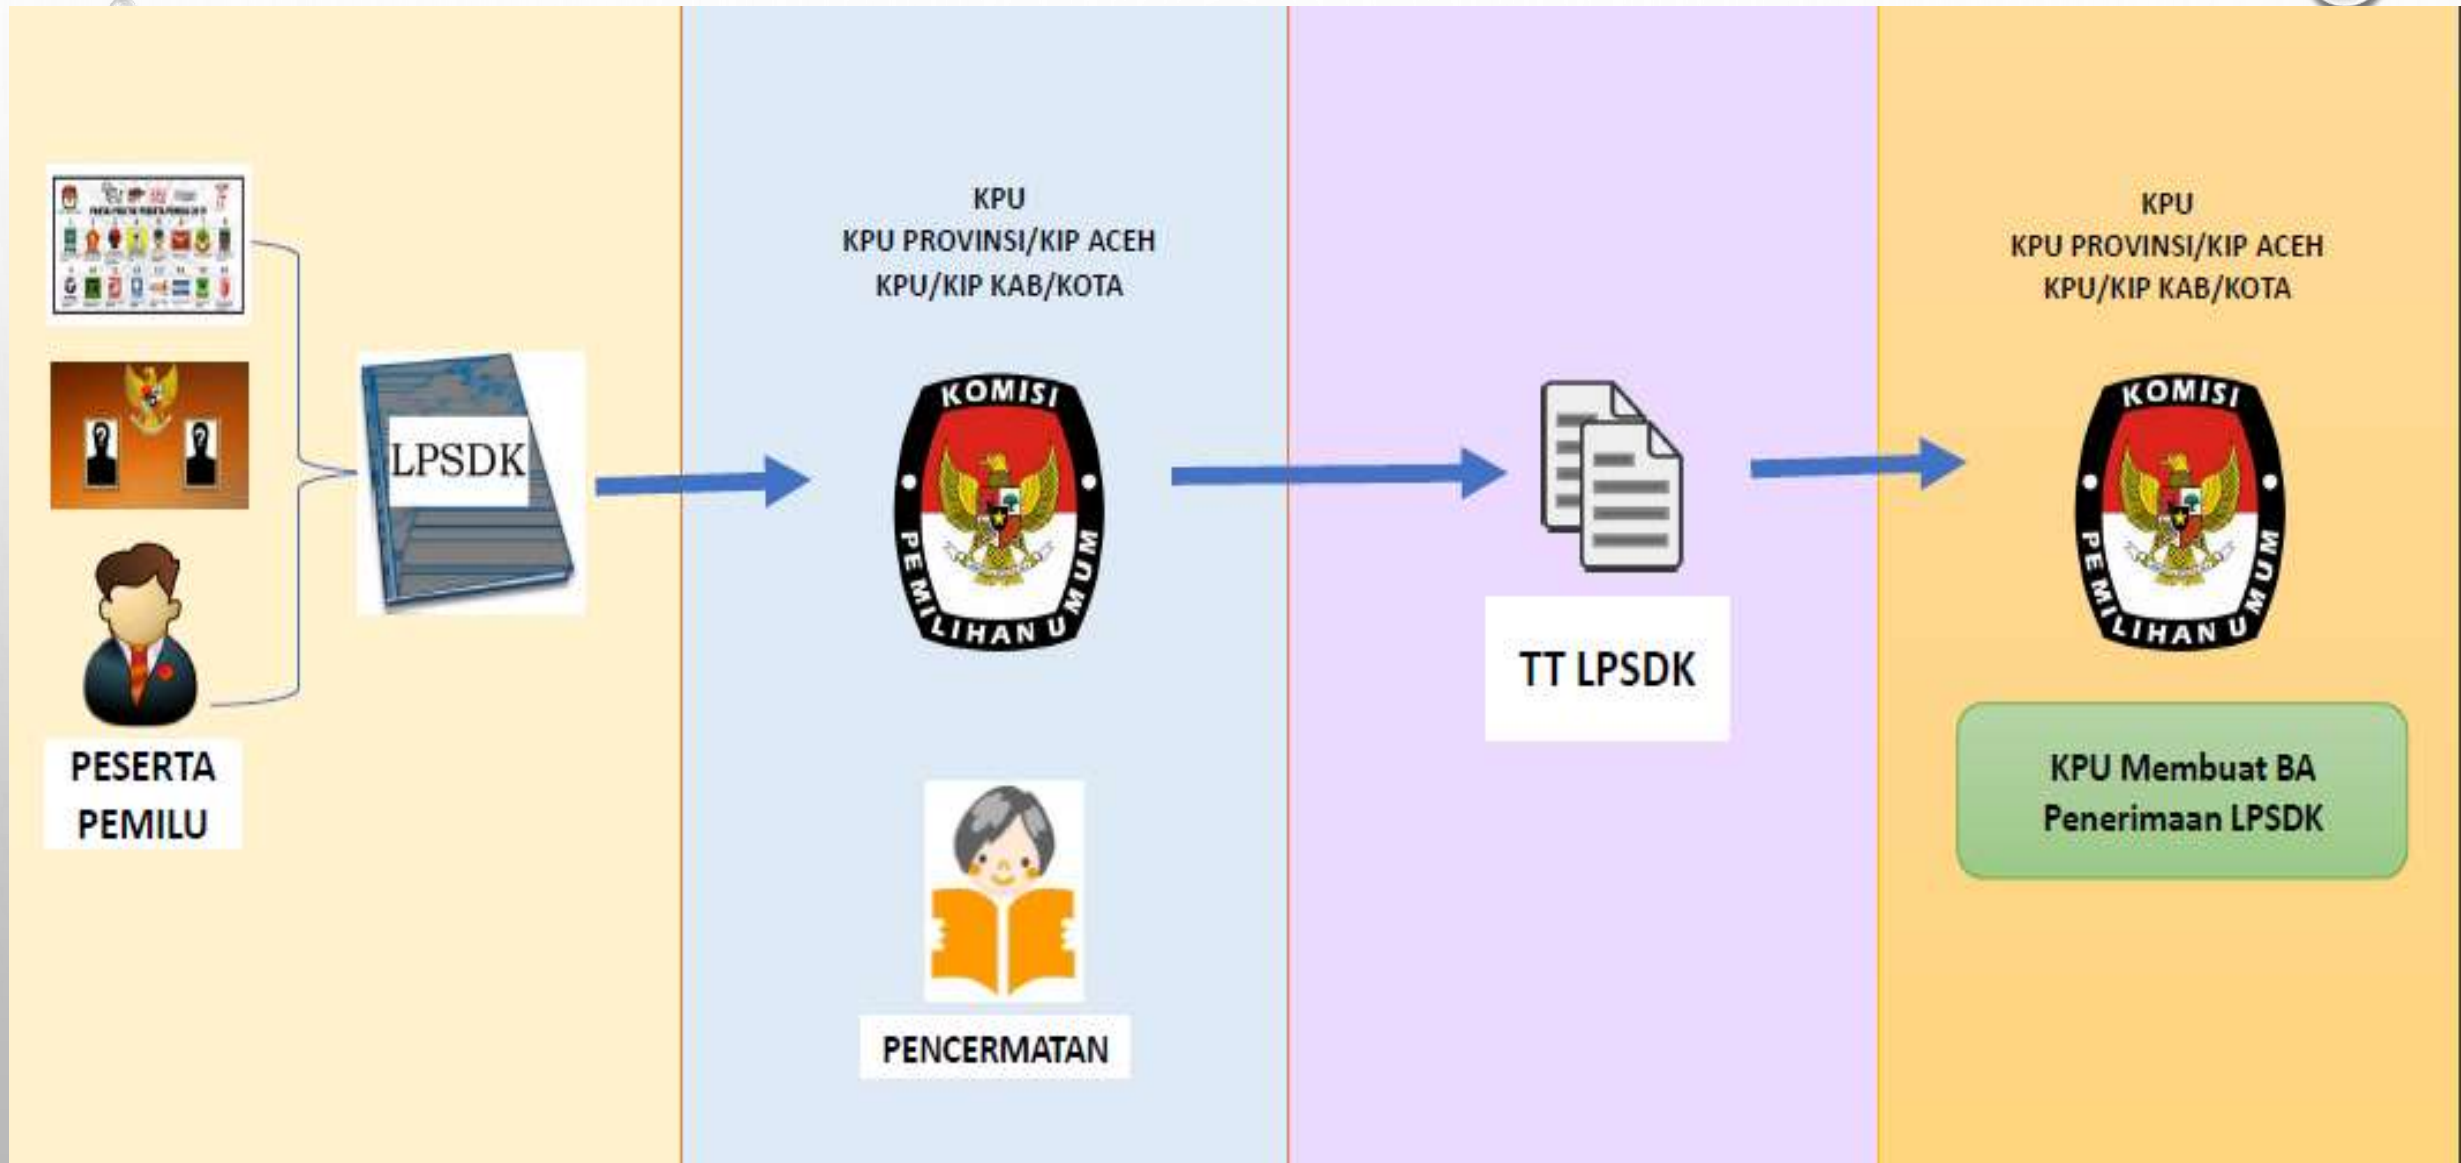 PESERTA
PEMILU
LPSDK
KPU
KPU PROVINSI/KIP ACEH
KPU/KIP KAB/KOTA
KOMISI
PEMILIHAN UMUM
PENCERMATAN
TT LPSDK
KPU
KPU PROVINSI/KIP ACEH
KPU/KIP KAB/KOTA
KOMISI
PEMILIHAN UMUM
KPU Membuat BA
Penerimaan LPSDK